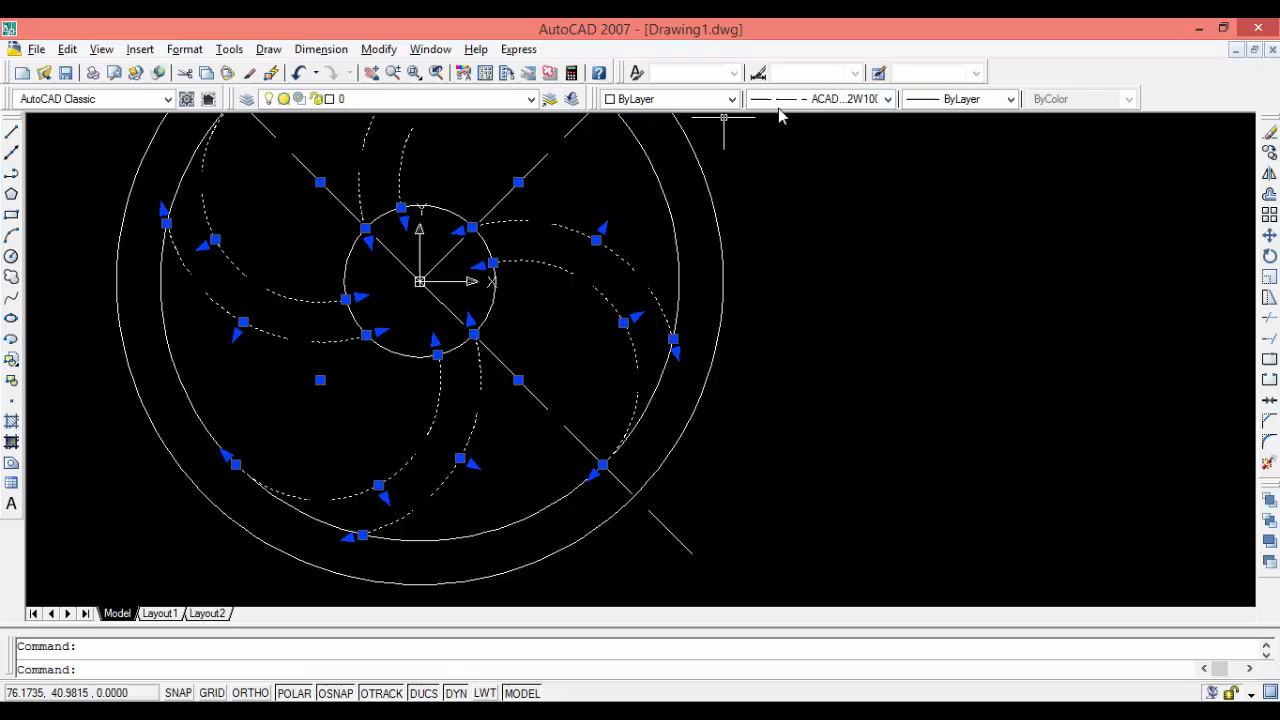 AutoCAD 2007 - [Drawing1.dwg]
File Edit View Insert Format Tools Draw Dimension Modify Window Help Express
AutoCAD Classic 0 ByLayer ACAD...2W10( ByLayer ByColor
Y
X
A
Model Layout1 Layout2
Command:
Command:
76.1735, 40.9815 , 0.0000 SNAP GRID ORTHO POLAR OSNAP OTRACK DUCS DYN LWT MODEL